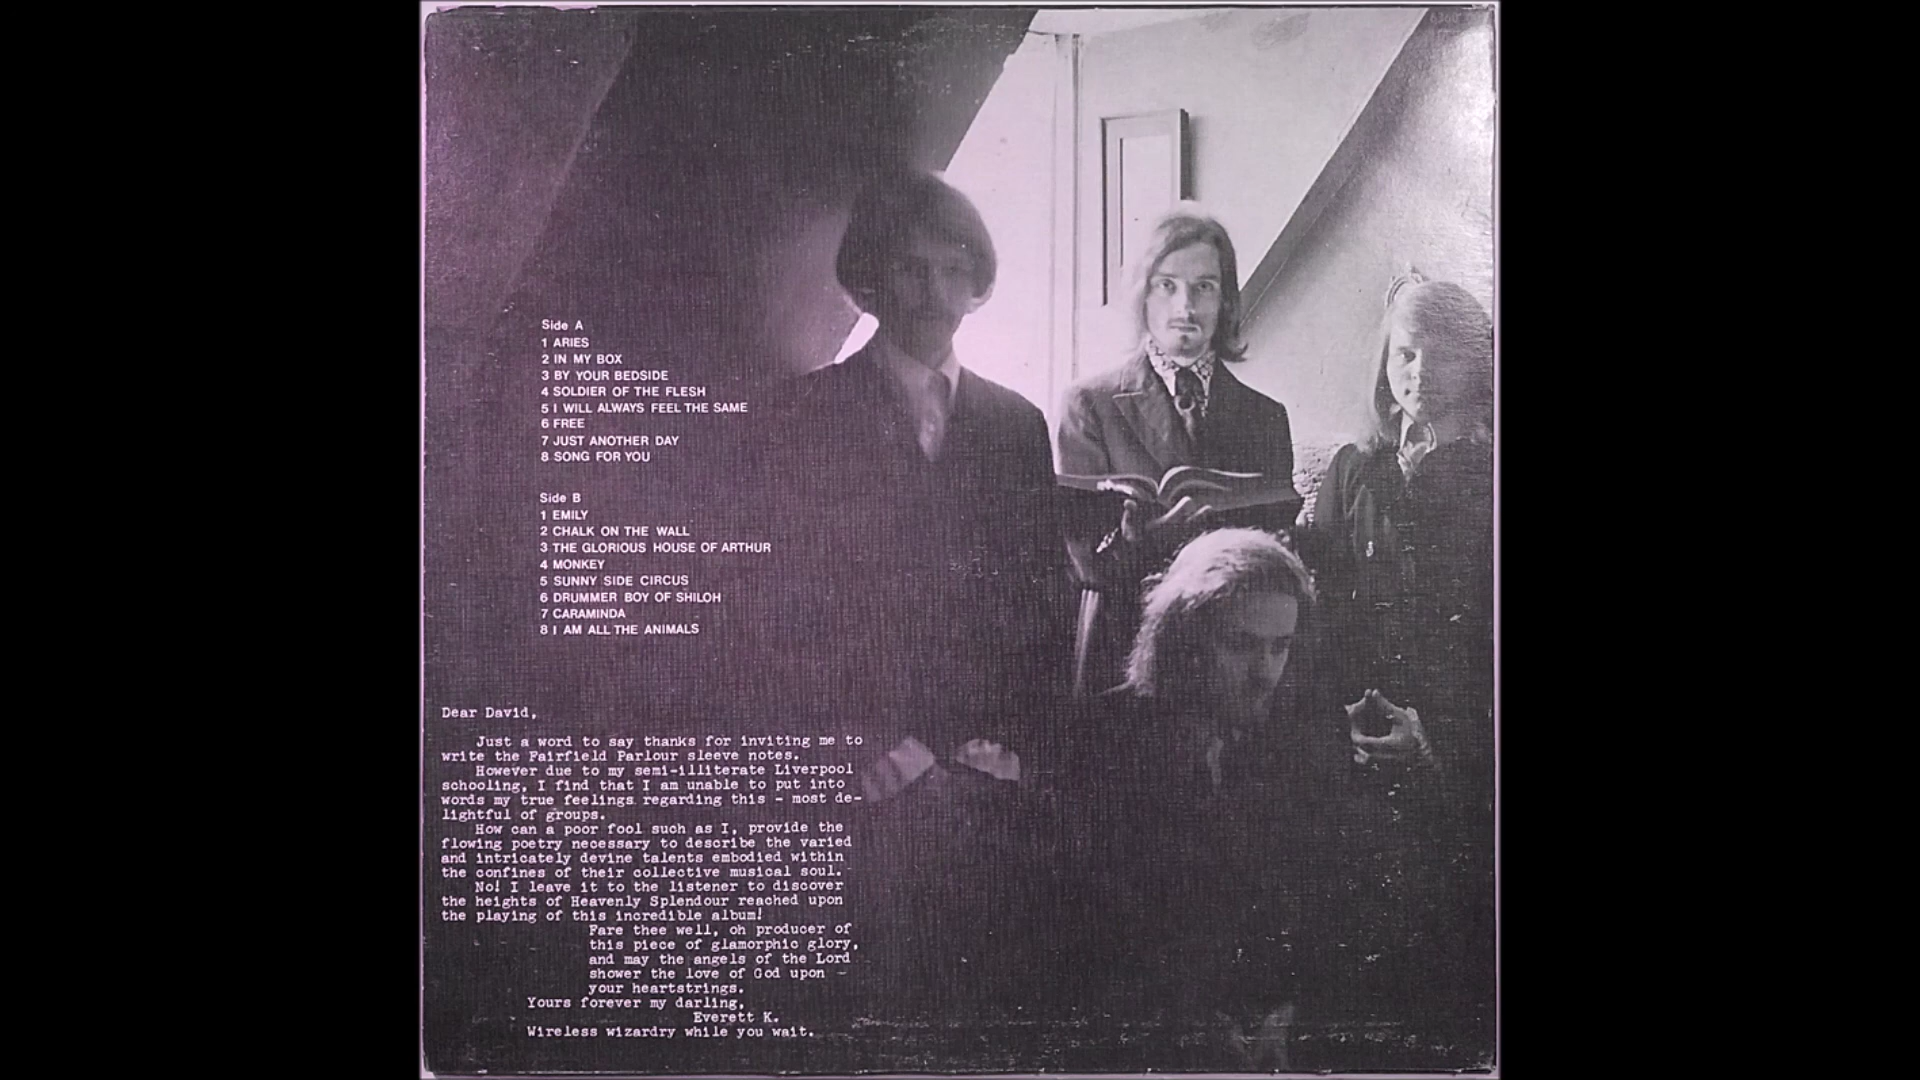 Side A
1 ARIES
2 IN MY BOX
3 BY YOUR BEDSIDE
4 SOLDIER OF THE FLESH
5 I WILL ALWAYS FEEL THE SAME
6 FREE
7 JUST ANOTHER DAY
8 SONG FOR YOU
Side B
1 EMILY
2 CHALK ON THE WALL
3 THE GLORIOUS HOUSE OF ARTHUR
4 MONKEY
5 SUNNY SIDE CIRCUS
6 DRUMMER BOY OF SHILOH
7 CARAMINDA
8 I AM ALL THE ANIMALS
Dear David,
Just a word to say thanks for inviting me to
write the Fairfield Parlour sleeve notes.
However due to my semi-illiterate Liverpool
schooling, I find that I am unable to put into
words my true feelings regarding this - most de-
lightful of groups.
How can a poor fool such as I, provide the
flowing poetry necessary to describe the varied
and intricately devine talents embodied within
the confines of their collective musical soul.
No! I leave it to the listener to discover
the heights of Heavenly Splendour reached upon
the playing of this incredible album!
Fare thee well, oh producer of
this piece of glamorphic glory,
and may the angels of the Lord
shower the love of God upon -
your heartstrings.
Yours forever my darling,
Everett K.
Wireless wizardry while you wait.